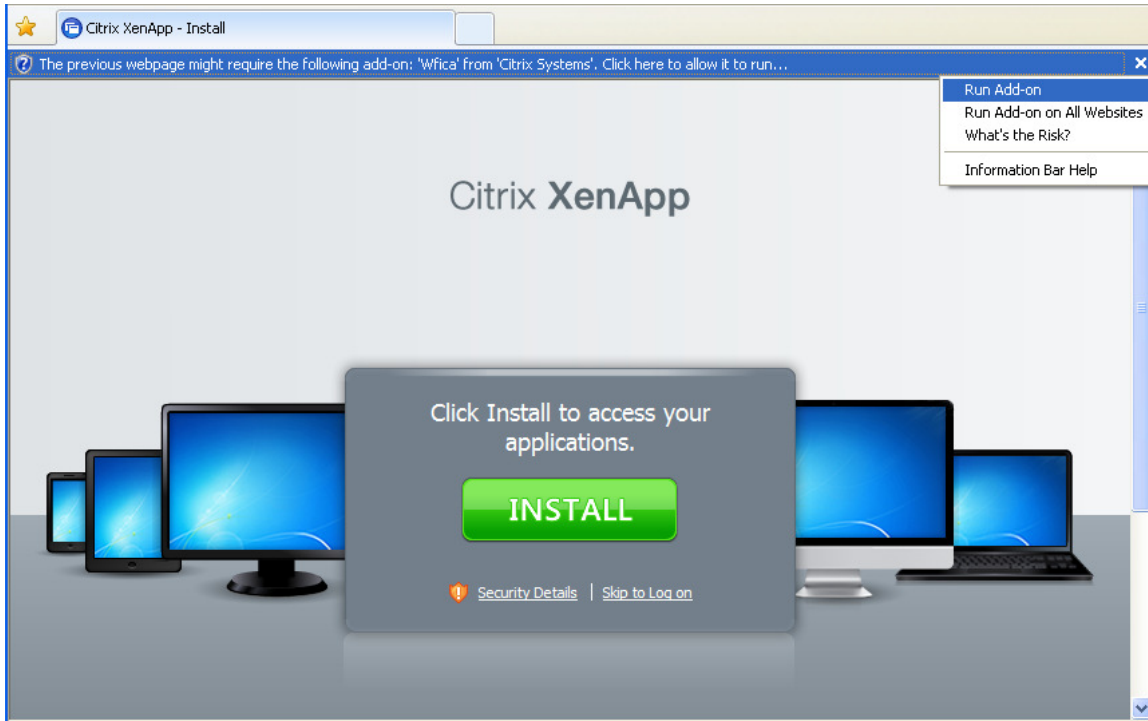 Citrix XenApp - Install
The previous webpage might require the following add-on: 'Wfica' from 'Citrix Systems'. Click here to allow it to run...
Run Add-on
Run Add-on on All Websites
What's the Risk?
Information Bar Help
Citrix XenApp
Click Install to access your
applications.
INSTALL
Security Details | Skip to Log on